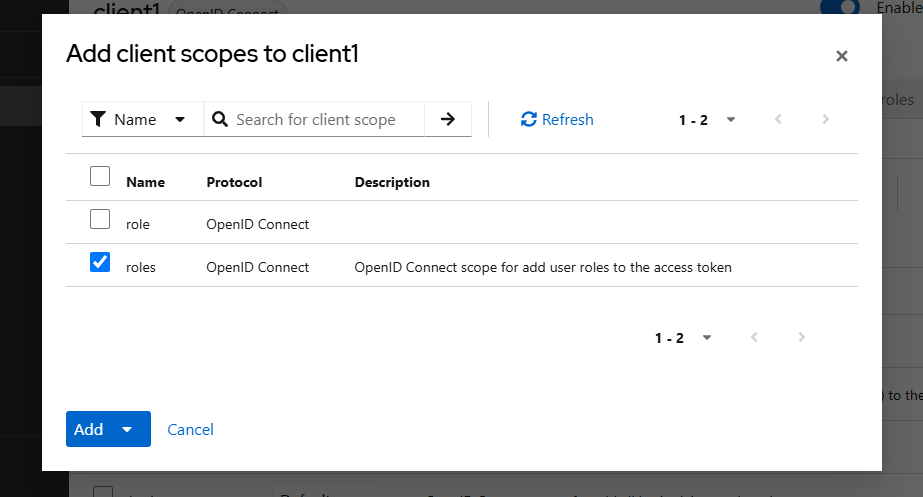 client1 OpenID Connect
Enable
Add client scopes to client1
Name Search for client scope Refresh 1 - 2
roles
Name Protocol Description
role OpenID Connect
roles OpenID Connect OpenID Connect scope for add user roles to the access token
1 - 2
) to the
Add Cancel